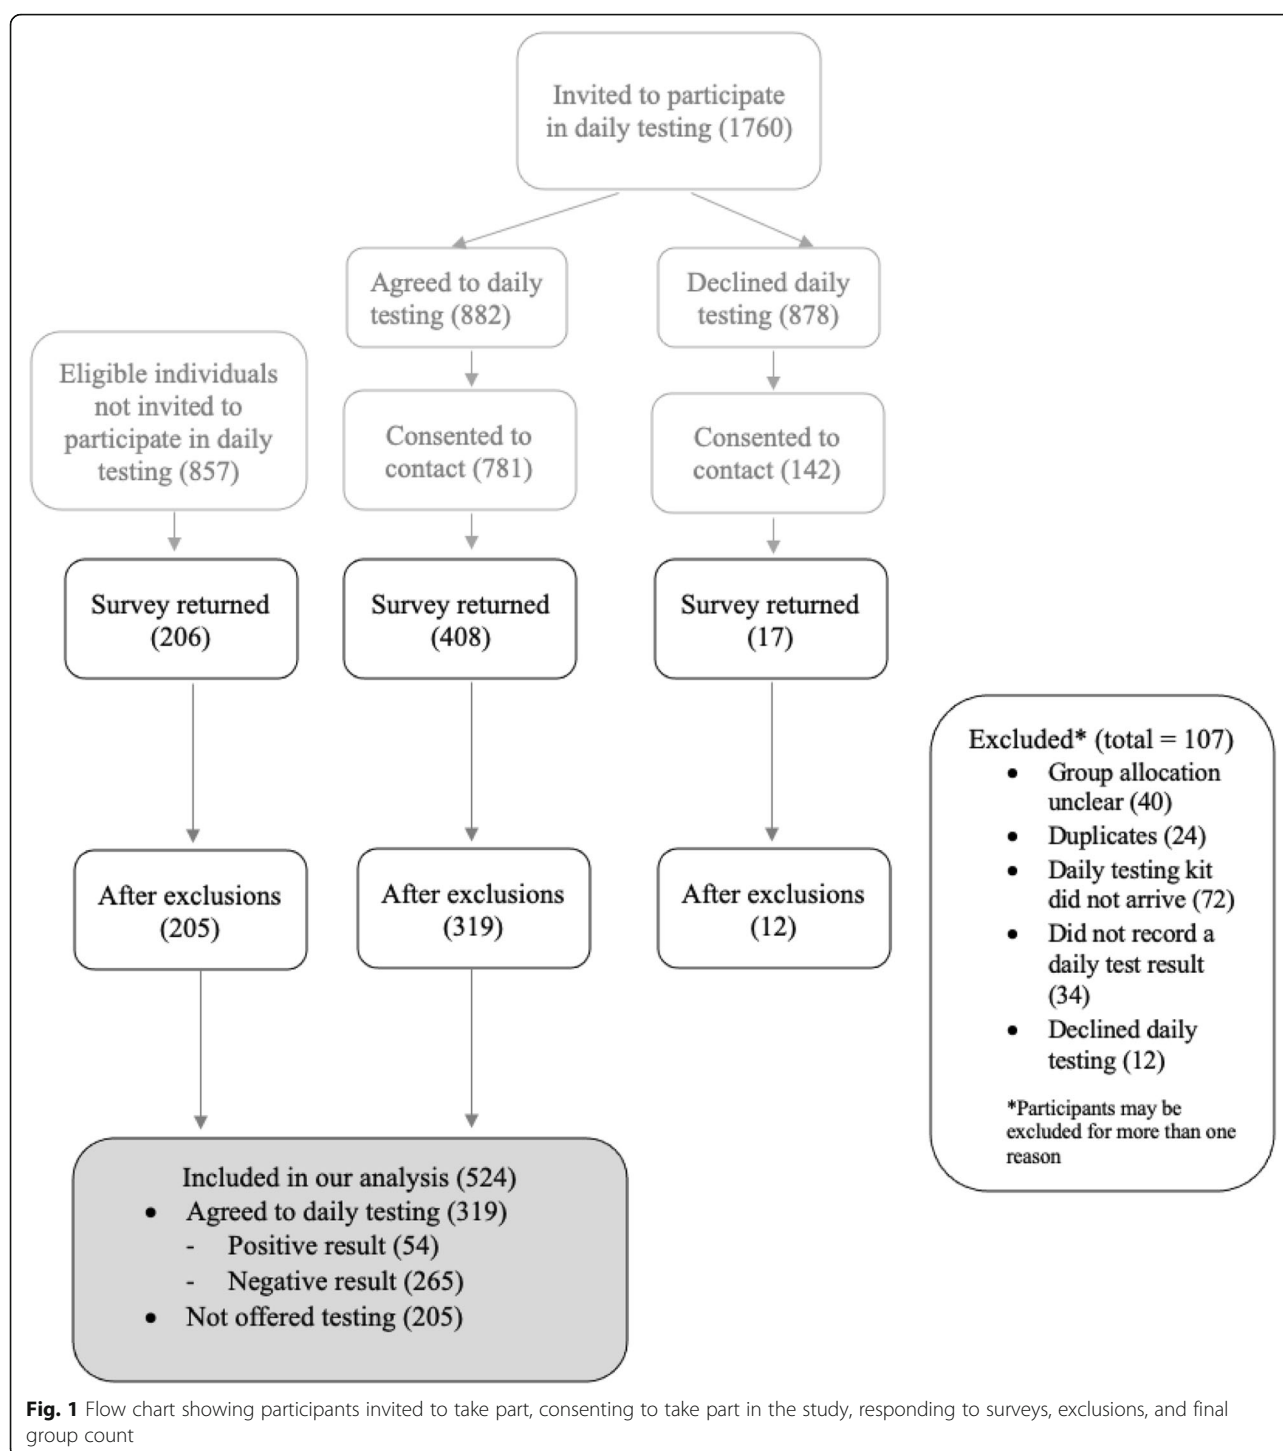 Invited to participate
in daily testing (1760)
Agreed to daily
testing (882)
Declined daily
testing (878)
Eligible individuals
not invited to
participate in daily
testing (857)
Consented to
contact (781)
Consented to
contact (142)
Survey returned
(206)
Survey returned
(408)
Survey returned
(17)
After exclusions
(205)
After exclusions
(319)
After exclusions
(12)
Excluded* (total = 107)
• Group allocation
unclear (40)
• Duplicates (24)
• Daily testing kit
did not arrive (72)
• Did not record a
daily test result
(34)
• Declined daily
testing (12)
*Participants may be
excluded for more than one
reason
Included in our analysis (524)
• Agreed to daily testing (319)
- Positive result (54)
- Negative result (265)
• Not offered testing (205)
Fig. 1 Flow chart showing participants invited to take part, consenting to take part in the study, responding to surveys, exclusions, and final
group count